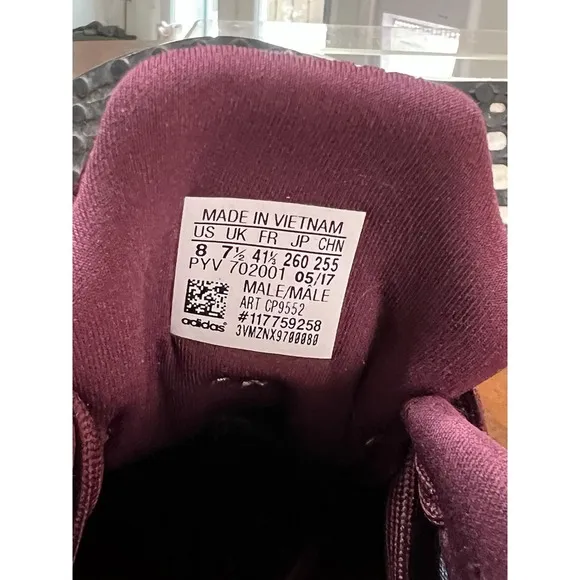 MADE IN VIETNAM
US UK FR JP CHN
8 7½ 41⅓ 260 255
PYV 702001 05/17
MALE/MÂLE
ART CP9552
adidas® #117759258
3VMZNX9700080